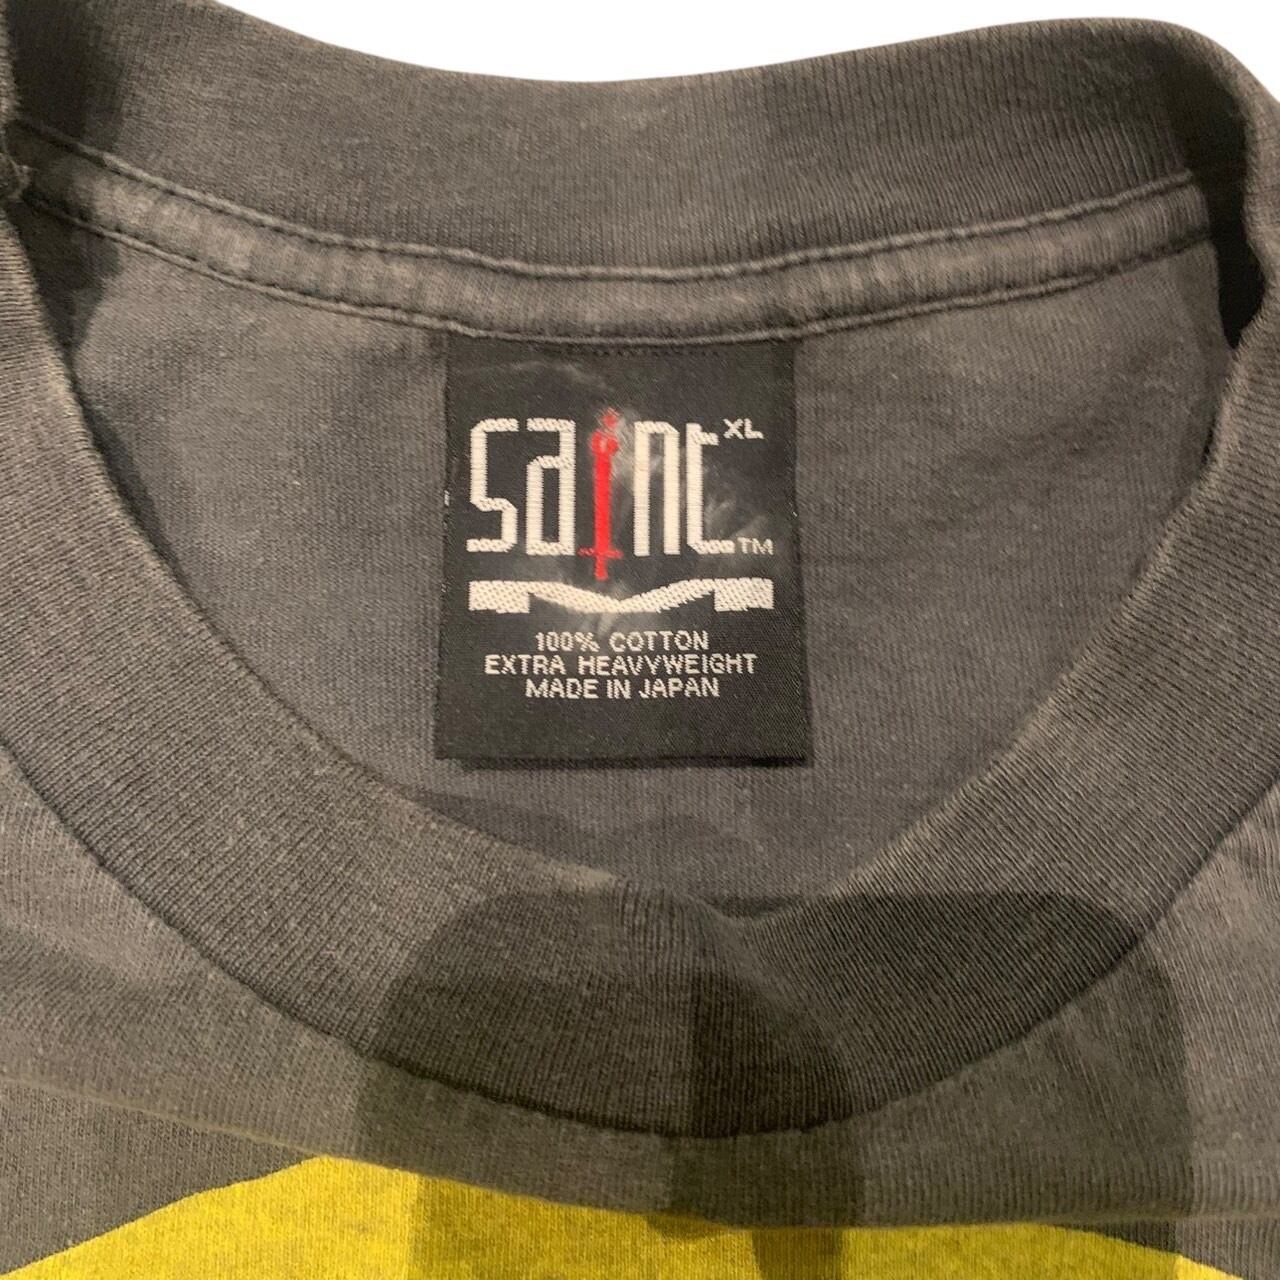 saint XL
TM
100% COTTON
EXTRA HEAVYWEIGHT
MADE IN JAPAN